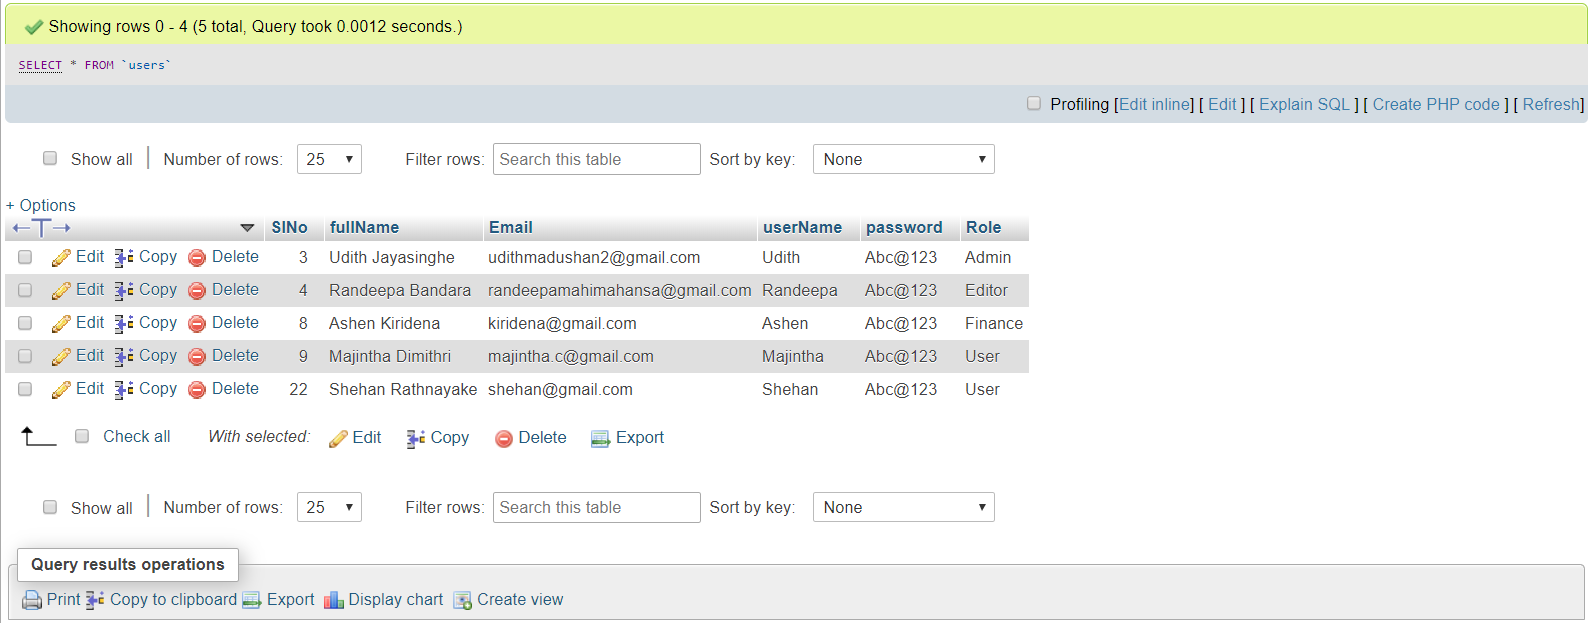 Showing rows 0 - 4 (5 total, Query took 0.0012 seconds.)
SELECT * FROM `users`
Profiling [Edit inline] [ Edit ] [ Explain SQL ] [ Create PHP code ] [ Refresh]
Show all Number of rows: 25 Filter rows: Search this table Sort by key: None
+ Options
SlNo fullName Email userName password Role
Edit Copy Delete 3 Udith Jayasinghe udithmadushan2@gmail.com Udith Abc@123 Admin
Edit Copy Delete 4 Randeepa Bandara randeepamahimahansa@gmail.com Randeepa Abc@123 Editor
Edit Copy Delete 8 Ashen Kiridena kiridena@gmail.com Ashen Abc@123 Finance
Edit Copy Delete 9 Majintha Dimithri majintha.c@gmail.com Majintha Abc@123 User
Edit Copy Delete 22 Shehan Rathnayake shehan@gmail.com Shehan Abc@123 User
Check all With selected: Edit Copy Delete Export
Show all Number of rows: 25 Filter rows: Search this table Sort by key: None
Query results operations
Print Copy to clipboard Export Display chart Create view